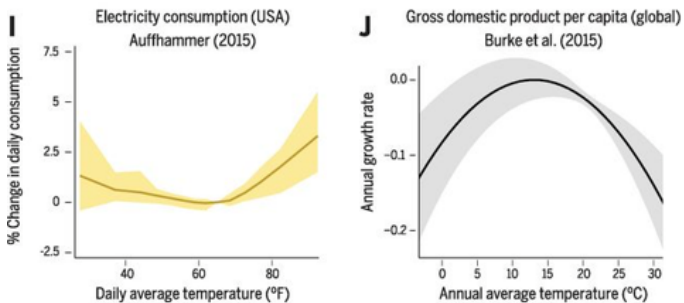 I
Electricity consumption (USA)
Auffhammer (2015)
% Change in daily consumption
7.5
5
2.5
0
-2.5
40
60
80
Daily average temperature (ºF)
J
Gross domestic product per capita (global)
Burke et al. (2015)
Annual growth rate
0.0
-0.1
-0.2
0
5
10
15
20
25
30
Annual average temperature (ºC)